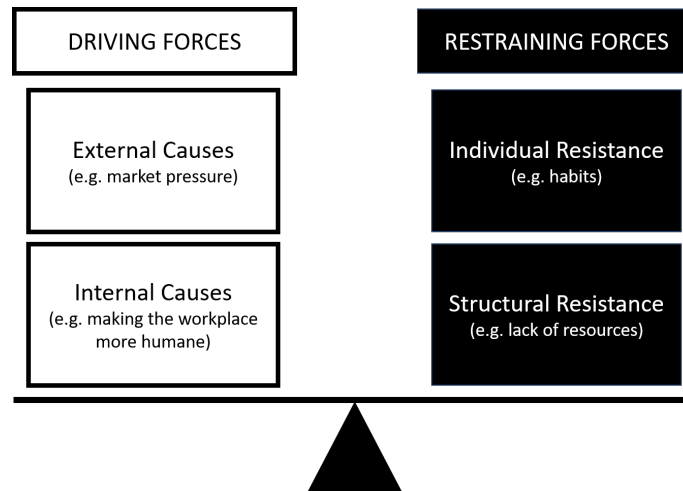 DRIVING FORCES
External Causes
(e.g. market pressure)
Internal Causes
(e.g. making the workplace
more humane)
RESTRAINING FORCES
Individual Resistance
(e.g. habits)
Structural Resistance
(e.g. lack of resources)